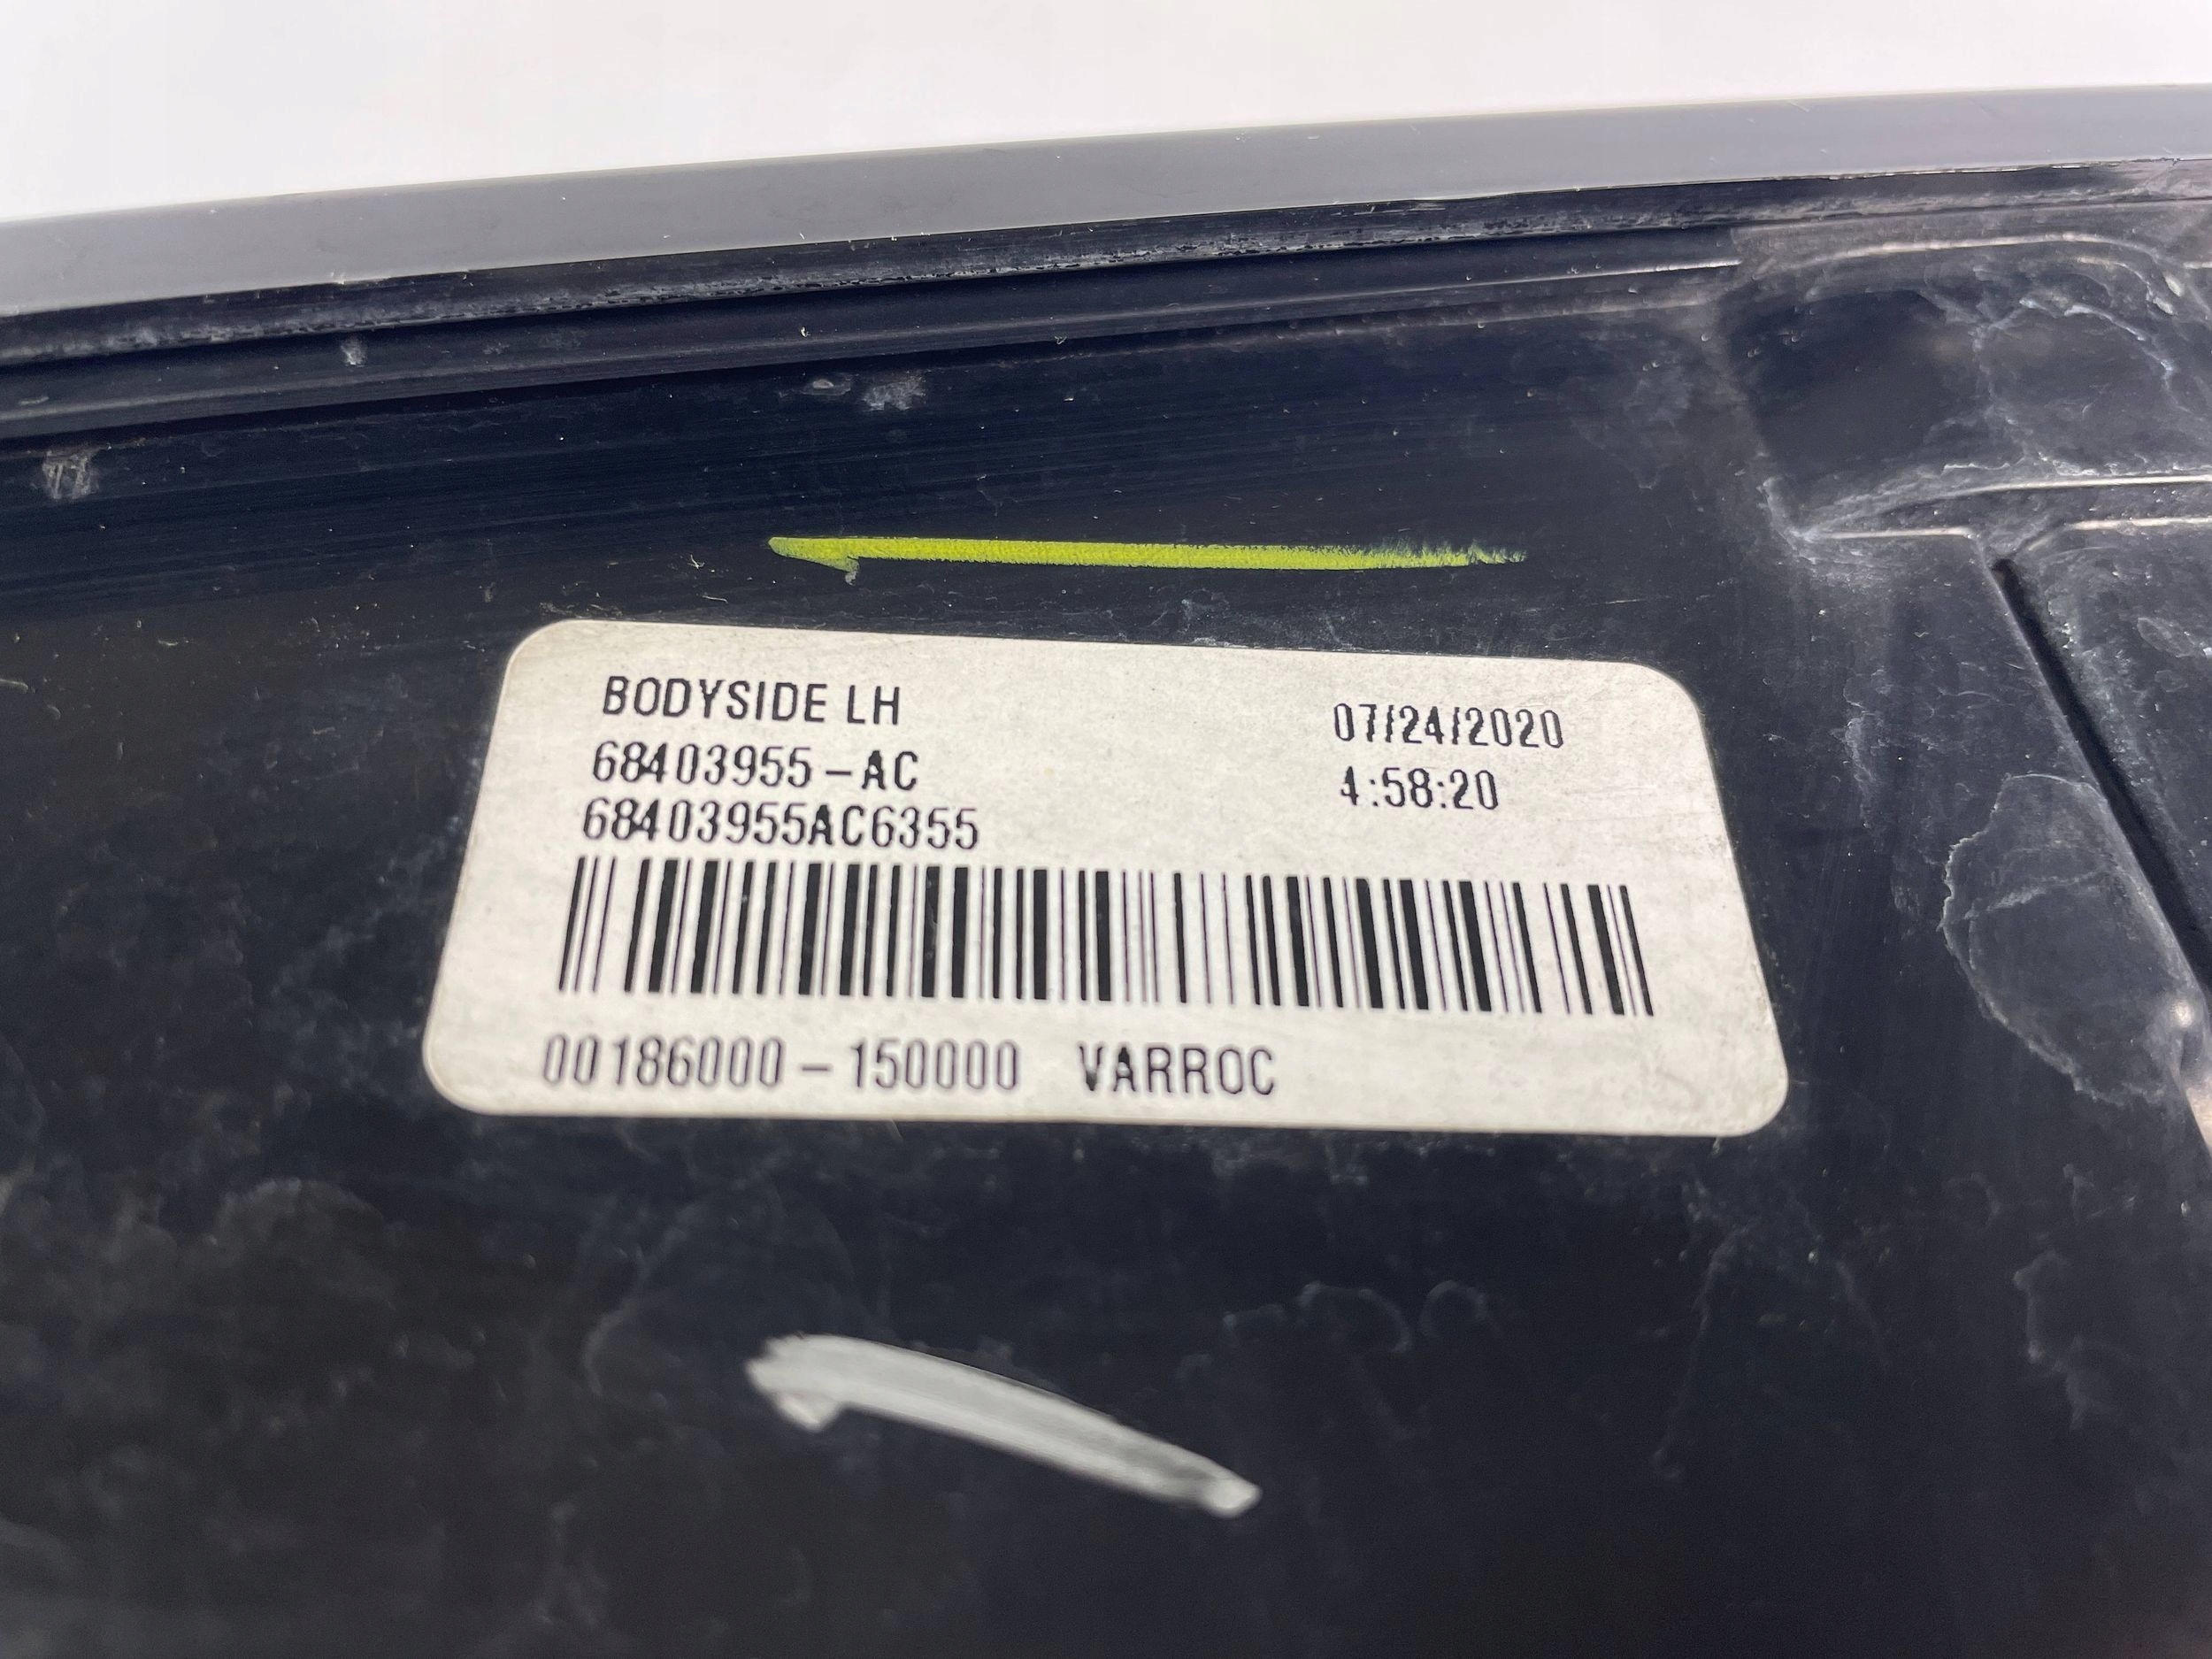 BODYSIDE LH
07/24/2020
68403955-AC
4:58:20
68403955AC6355
00186000-150000 VARROC